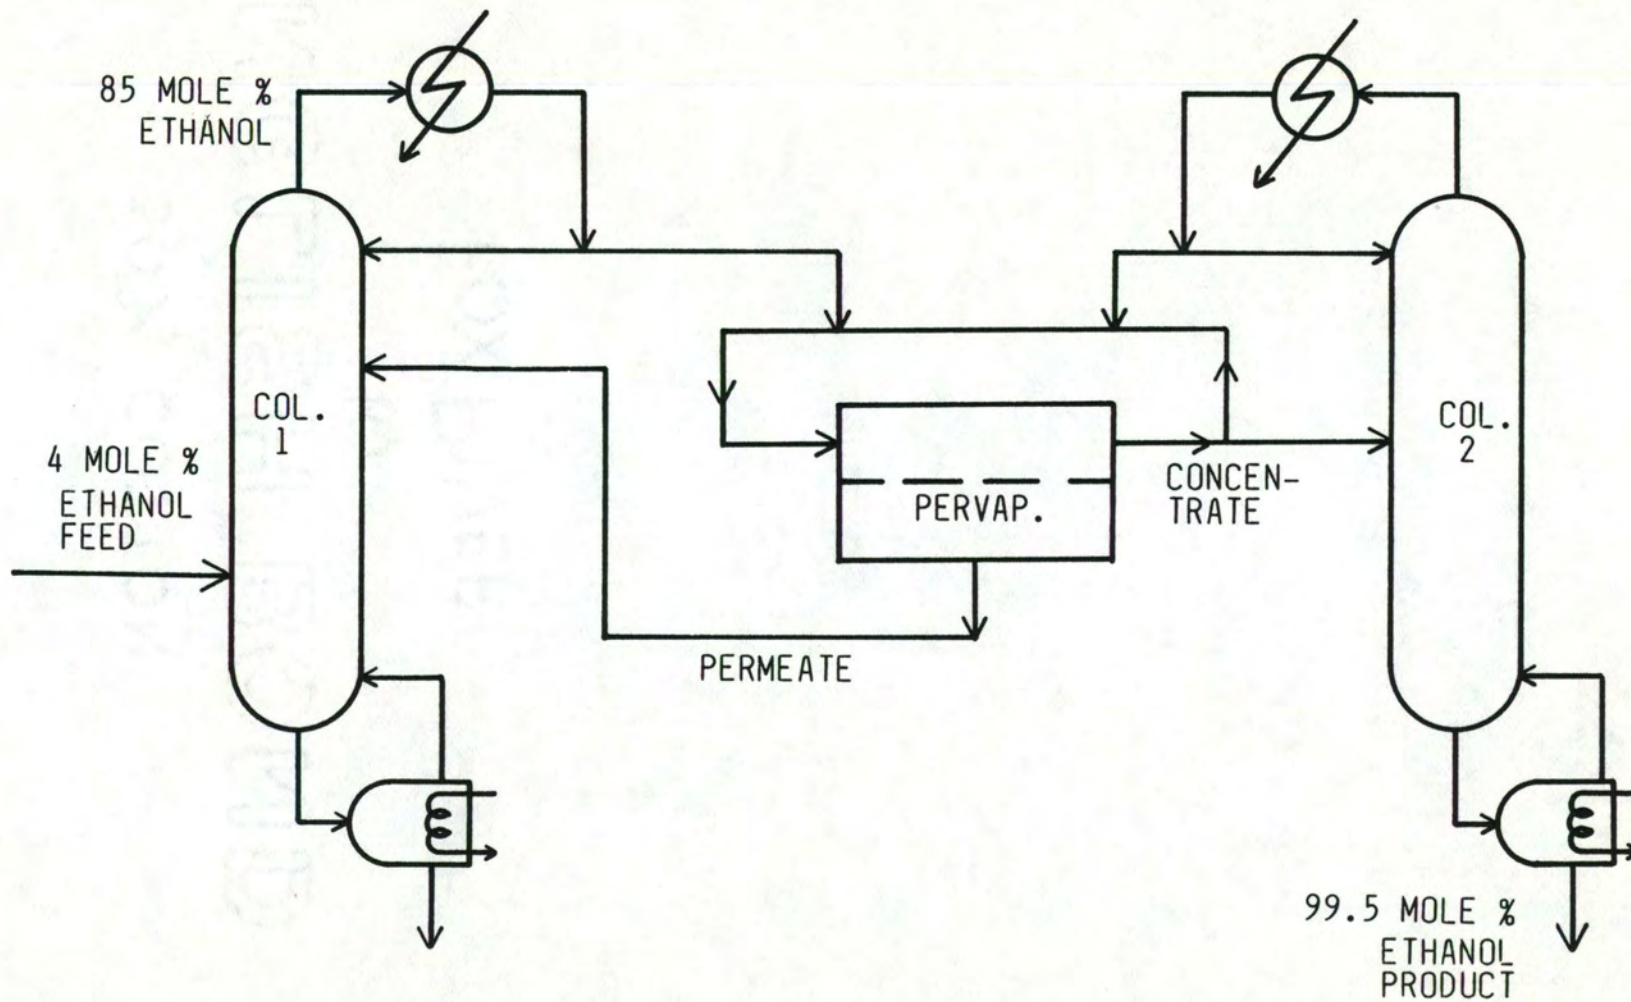 85 MOLE %
ETHANOL
COL.
1
4 MOLE %
ETHANOL
FEED
PERVAP.
CONCEN-
TRATE
PERMEATE
COL.
2
99.5 MOLE %
ETHANOL
PRODUCT